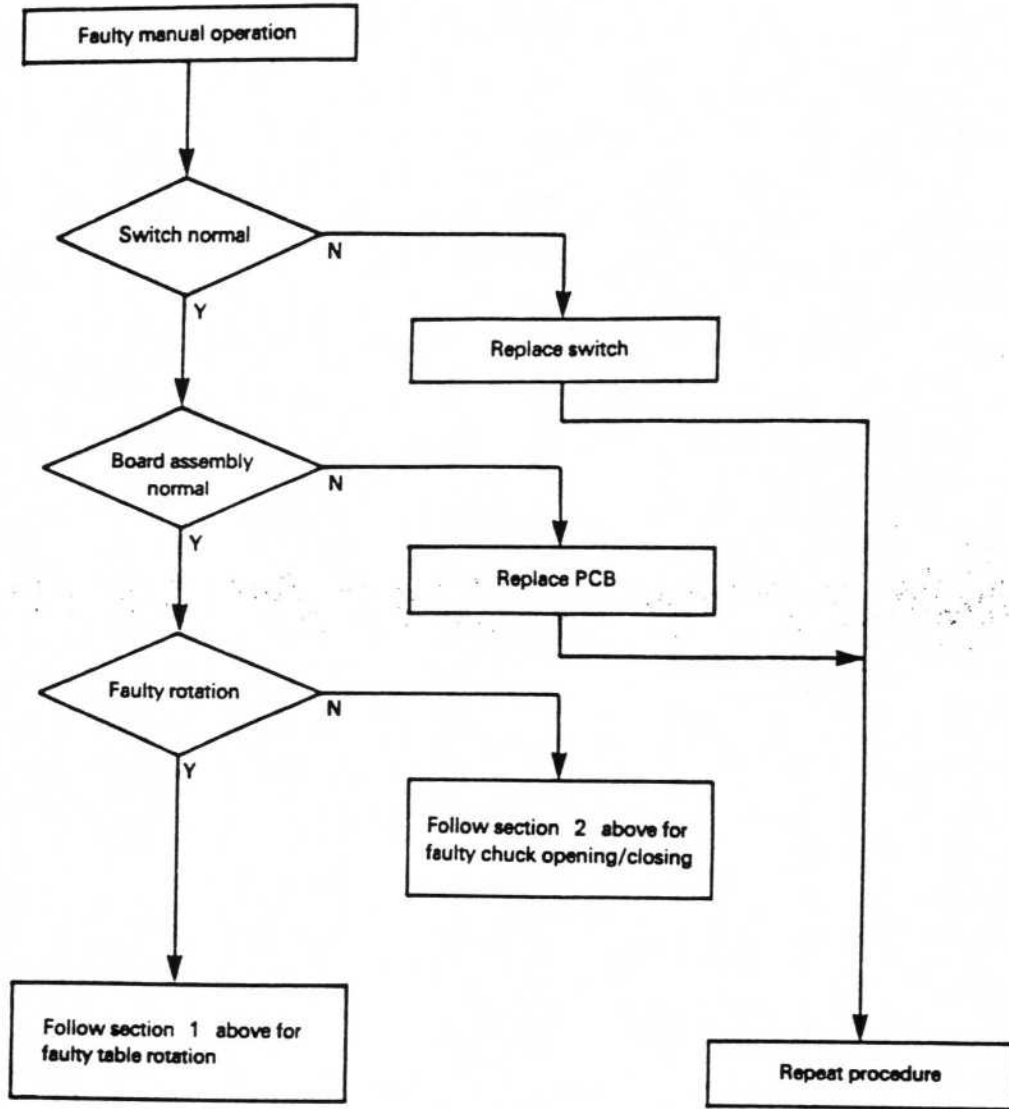 Faulty manual operation
Switch normal
N
Y
Replace switch
Board assembly
normal
N
Y
Replace PCB
Faulty rotation
N
Y
Follow section 2 above for
faulty chuck opening/closing
Follow section 1 above for
faulty table rotation
Repeat procedure